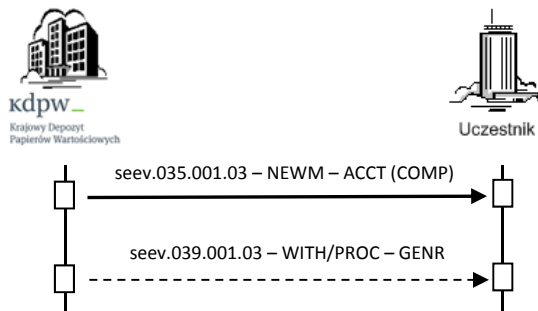 kdpw_
Krajowy Depozyt
Papierów Wartościowych
Uczestnik
seev.035.001.03 – NEWM – ACCT (COMP)
seev.039.001.03 – WITH/PROC – GENR